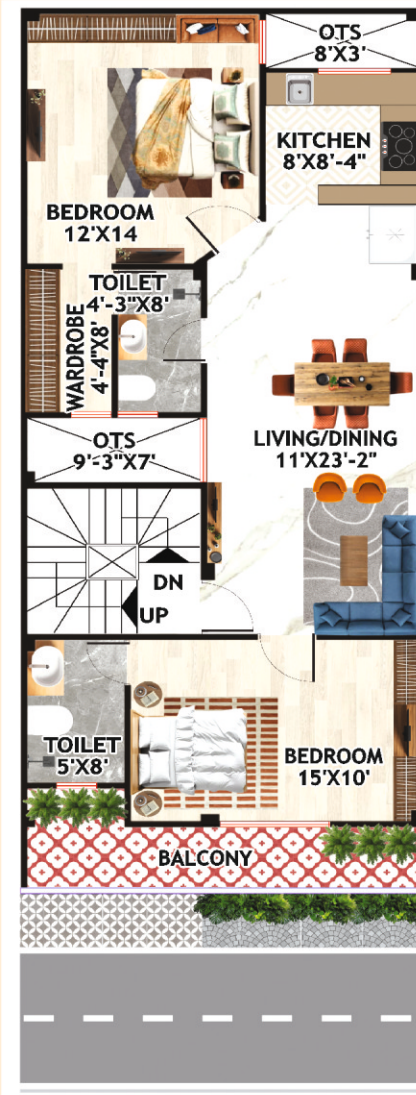 OTS
8'X3'
KITCHEN
8'X8'-4"
BEDROOM
12'X14
TOILET
4'-3"X8'
WARDROBE
4'-4"X8'
OTS
9'-3"X7'
LIVING/DINING
11'X23'-2"
DN
UP
TOILET
5'X8'
BEDROOM
15'X10'
BALCONY